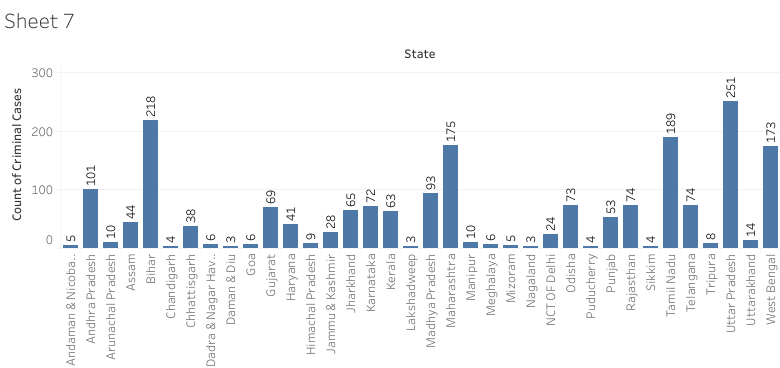 Sheet 7
State
Count of Criminal Cases
300
200
100
0
5
101
10
44
218
4
38
6
3
6
69
41
9
28
65
72
63
3
93
175
10
6
5
3
24
73
4
53
74
4
189
74
8
251
14
173
Andaman & Nicoba..
Andhra Pradesh
Arunachal Pradesh
Assam
Bihar
Chandigarh
Chhattisgarh
Dadra & Nagar Hav..
Daman & Diu
Goa
Gujarat
Haryana
Himachal Pradesh
Jammu & Kashmir
Jharkhand
Karnataka
Kerala
Lakshadweep
Madhya Pradesh
Maharashtra
Manipur
Meghalaya
Mizoram
Nagaland
NCT OF Delhi
Odisha
Puducherry
Punjab
Rajasthan
Sikkim
Tamil Nadu
Telangana
Tripura
Uttar Pradesh
Uttarakhand
West Bengal